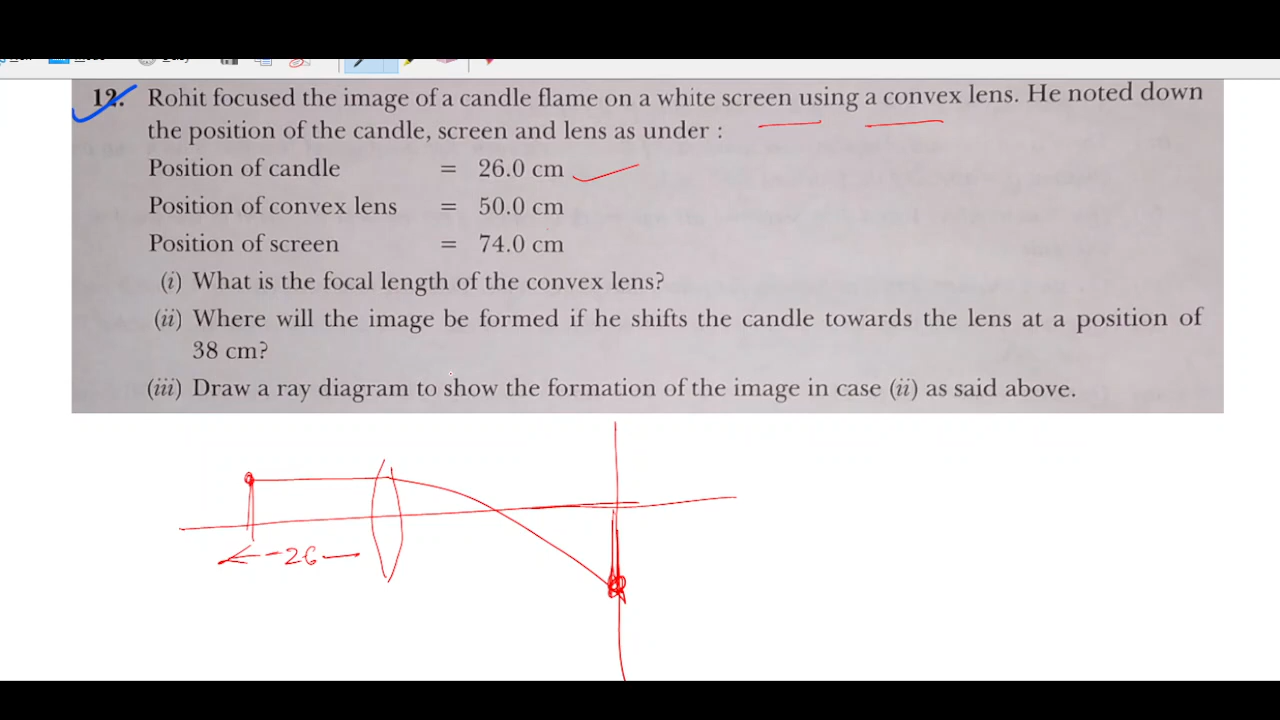 12. Rohit focused the image of a candle flame on a white screen using a convex lens. He noted down
the position of the candle, screen and lens as under :
Position of candle = 26.0 cm
Position of convex lens = 50.0 cm
Position of screen = 74.0 cm
(i) What is the focal length of the convex lens?
(ii) Where will the image be formed if he shifts the candle towards the lens at a position of
38 cm?
(iii) Draw a ray diagram to show the formation of the image in case (ii) as said above.
26